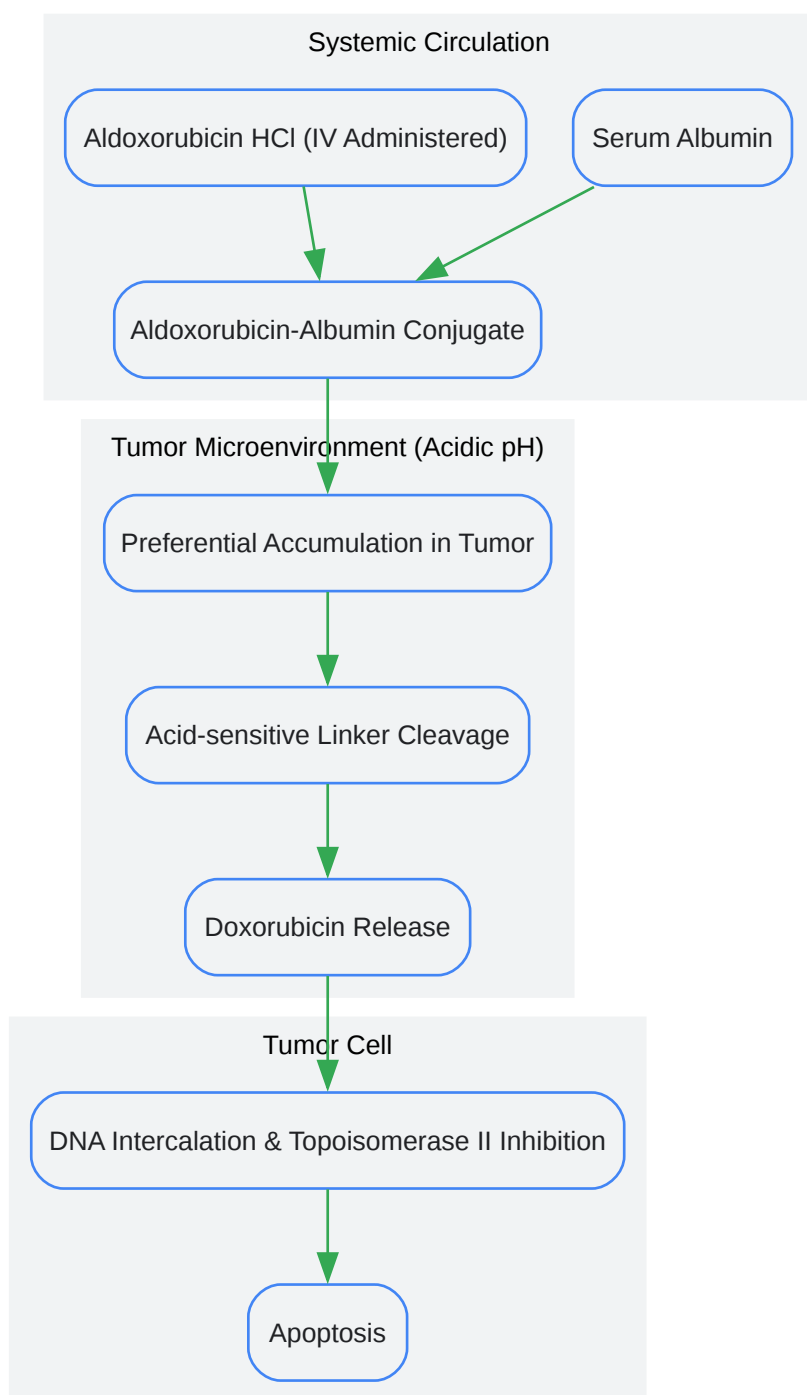 Systemic Circulation
Aldoxorubicin HCl (IV Administered)
Serum Albumin
Aldoxorubicin-Albumin Conjugate
Tumor Microenvironment (Acidic pH)
Preferential Accumulation in Tumor
Acid-sensitive Linker Cleavage
Doxorubicin Release
Tumor Cell
DNA Intercalation & Topoisomerase II Inhibition
Apoptosis